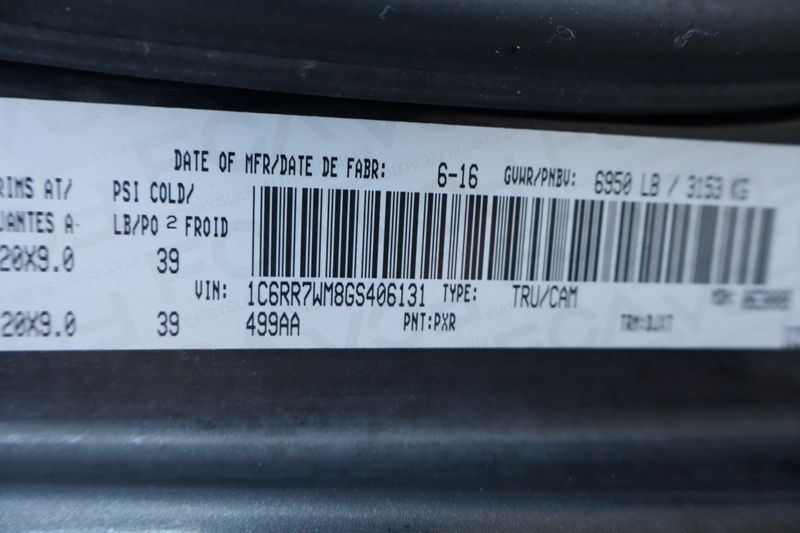 DATE OF MFR/DATE DE FABR: 6-16 GVWR/PNBV: 6950 LB / 3153 KG
RIMS AT/ PSI COLD/
JANTES A- LB/PO 2 FROID
20X9.0 39
VIN: 1C6RR7WM8GS406131 TYPE: TRU/CAM
20X9.0 39 499AA PNT:PXR